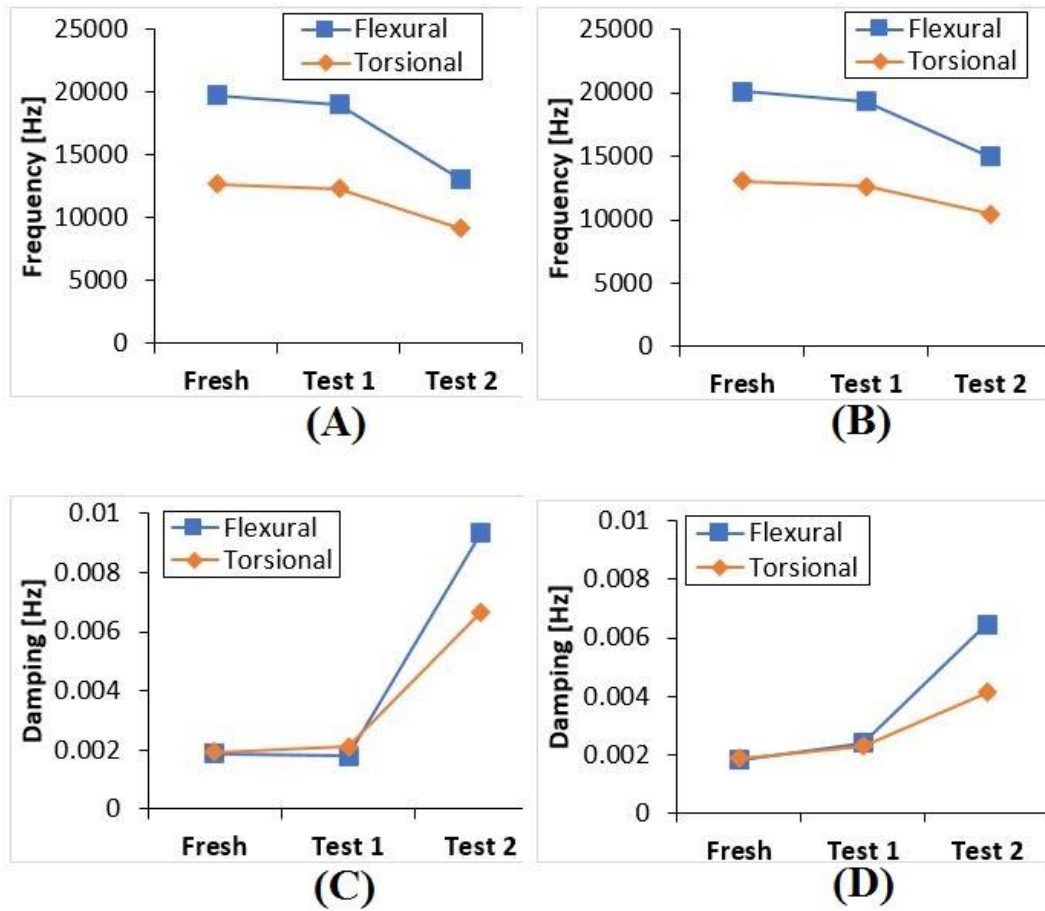 25000
20000
15000
10000
5000
0
Frequency [Hz]
Flexural
Torsional
Fresh Test 1 Test 2
(A)
25000
20000
15000
10000
5000
0
Frequency [Hz]
Flexural
Torsional
Fresh Test 1 Test 2
(B)
0.01
0.008
0.006
0.004
0.002
0
Damping [Hz]
Flexural
Torsional
Fresh Test 1 Test 2
(C)
0.01
0.008
0.006
0.004
0.002
0
Damping [Hz]
Flexural
Torsional
Fresh Test 1 Test 2
(D)